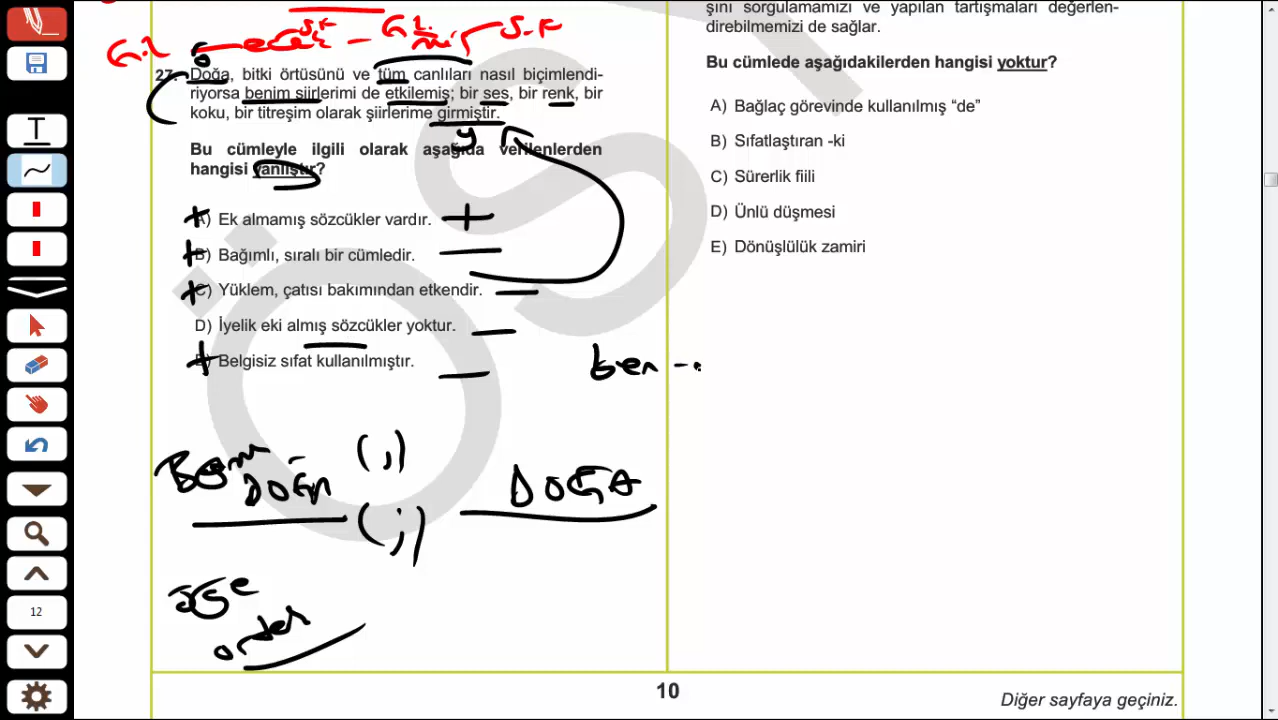 27. Doğa, bitki örtüsünü ve tüm canlıları nasıl biçimlendi-
riyorsa benim şiirlerimi de etkilemiş; bir ses, bir renk, bir
koku, bir titreşim olarak şiirlerime girmiştir.
Bu cümleyle ilgili olarak aşağıda verilenlerden
hangisi yanlıştır?
A) Ek almamış sözcükler vardır.
B) Bağımlı, sıralı bir cümledir.
C) Yüklem, çatısı bakımından etkendir.
D) İyelik eki almış sözcükler yoktur.
E) Belgisiz sıfat kullanılmıştır.
ben
(,)
DOĞA
(;)
öğe
şini sorgulamamızı ve yapılan tartışmaları değerlen-
direbilmemizi de sağlar.
Bu cümlede aşağıdakilerden hangisi yoktur?
A) Bağlaç görevinde kullanılmış “de”
B) Sıfatlaştıran -ki
C) Sürerlik fiili
D) Ünlü düşmesi
E) Dönüşlülük zamiri
10
Diğer sayfaya geçiniz.
T
12